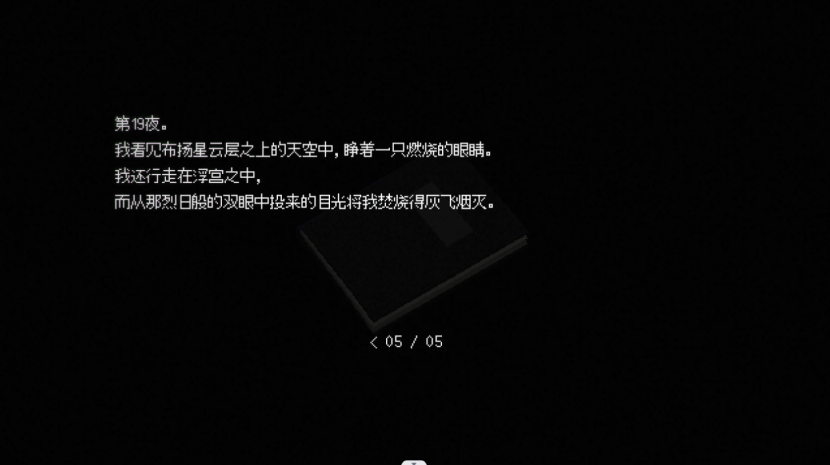 第19夜。
我看见布扬星云层之上的天空中,睁着一只燃烧的眼睛。
我还行走在浮宫之中,
而从那烈日般的双眼中投来的目光将我焚烧得灰飞烟灭。
< 05 / 05